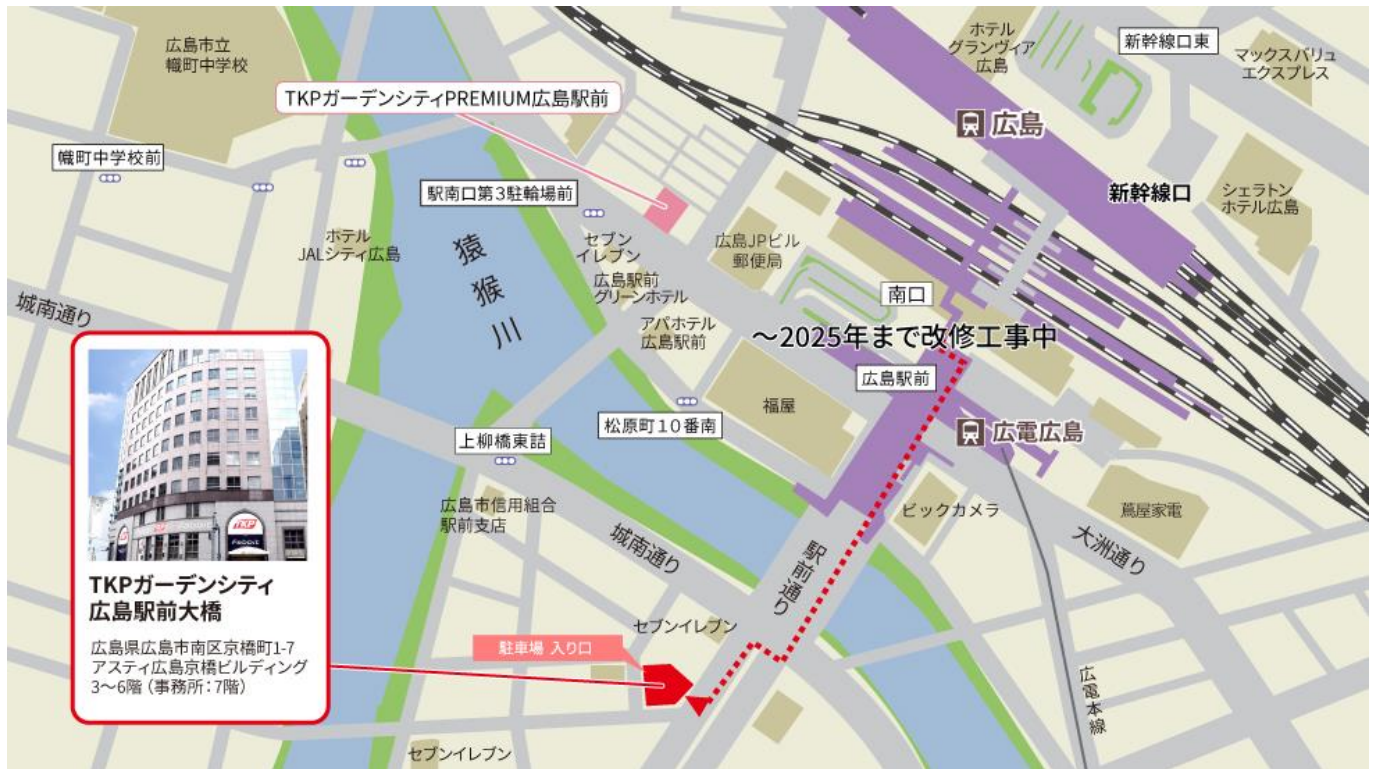 広島市立
幟町中学校
ホテル
グランヴィア
広島
新幹線口東
マックスバリュ
エクスプレス
TKPガーデンシティPREMIUM広島駅前
広島
幟町中学校前
駅南口第3駐輪場前
新幹線口
シェラトン
ホテル広島
ホテル
JALシティ広島
猿猴川
セブン
イレブン
広島JPビル
郵便局
広島駅前
グリーンホテル
南口
城南通り
アパホテル
広島駅前
～2025年まで改修工事中
広島駅前
福屋
松原町10番南
広電広島
上柳橋東詰
広島市信用組合
駅前支店
ビックカメラ
蔦屋家電
城南通り
駅前通り
大洲通り
TKP
TKPガーデンシティ
広島駅前大橋
広島県広島市南区京橋町1-7
アスティ広島京橋ビルディング
3～6階（事務所：7階）
セブンイレブン
駐車場 入り口
広電本線
セブンイレブン